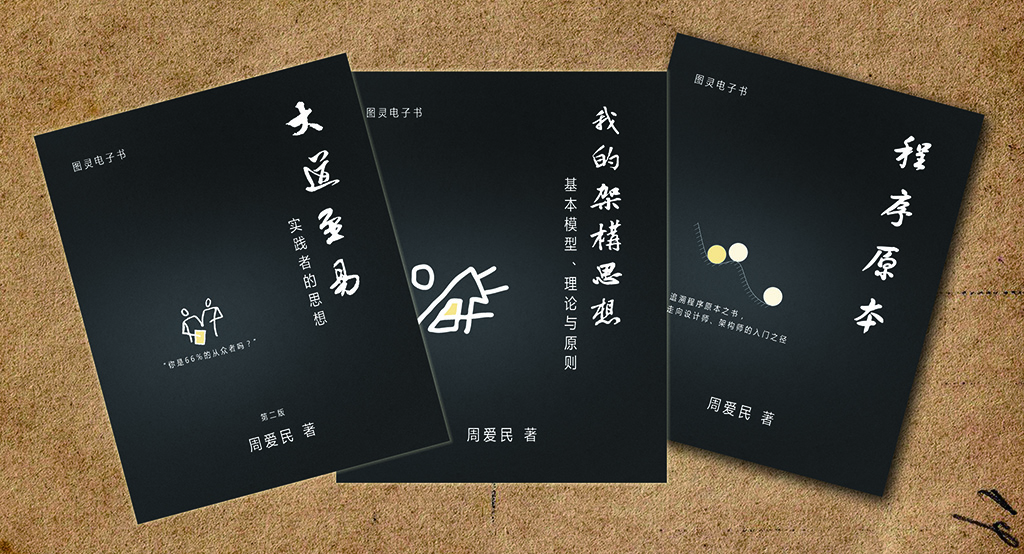 图灵电子书
大道至易
实践者的思想
“你是66%的从众者吗？”
第二版
周爱民 著
图灵电子书
我的架構思想
基本模型、理论与原则
周爱民 著
图灵电子书
程序原本
追溯程序原本之书，
走向设计师、架构师的入门之径
周爱民 著